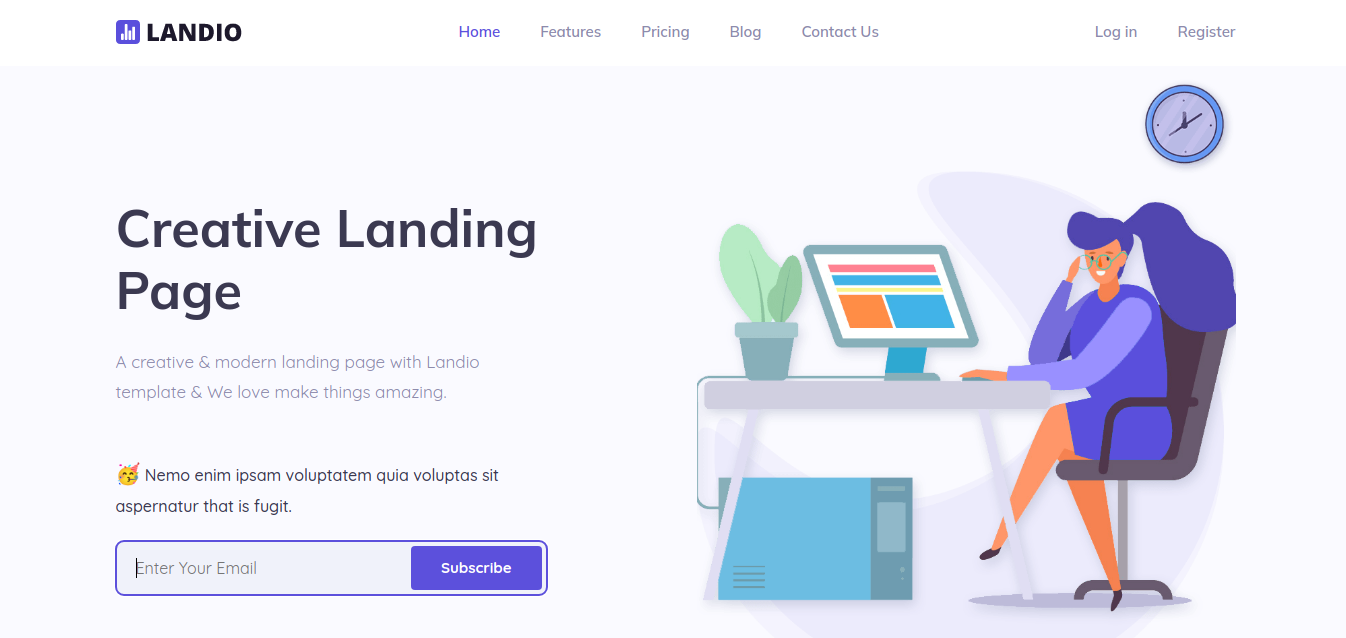 LANDIO
Home Features Pricing Blog Contact Us Log in Register
Creative Landing
Page
A creative & modern landing page with Landio
template & We love make things amazing.
🥳 Nemo enim ipsam voluptatem quia voluptas sit
aspernatur that is fugit.
Enter Your Email Subscribe